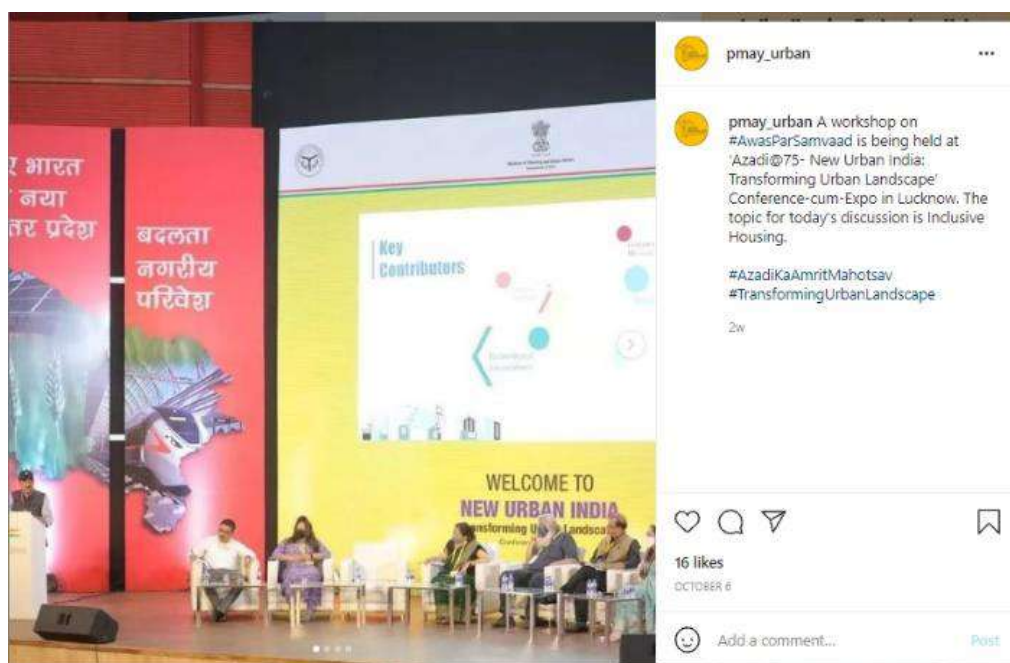 ए भारत
नया
तर प्रदेश
बदलता
नगरीय
परिवेश
Key
Contributors
WELCOME TO
NEW URBAN INDIA
pmay_urban
pmay_urban A workshop on
#AwasParSamvaad is being held at
'Azadi@75- New Urban India:
Transforming Urban Landscape'
Conference-cum-Expo in Lucknow. The
topic for today's discussion is Inclusive
Housing.
#AzadiKaAmritMahotsav
#TransformingUrbanLandscape
2w
16 likes
OCTOBER 6
Add a comment...
Post